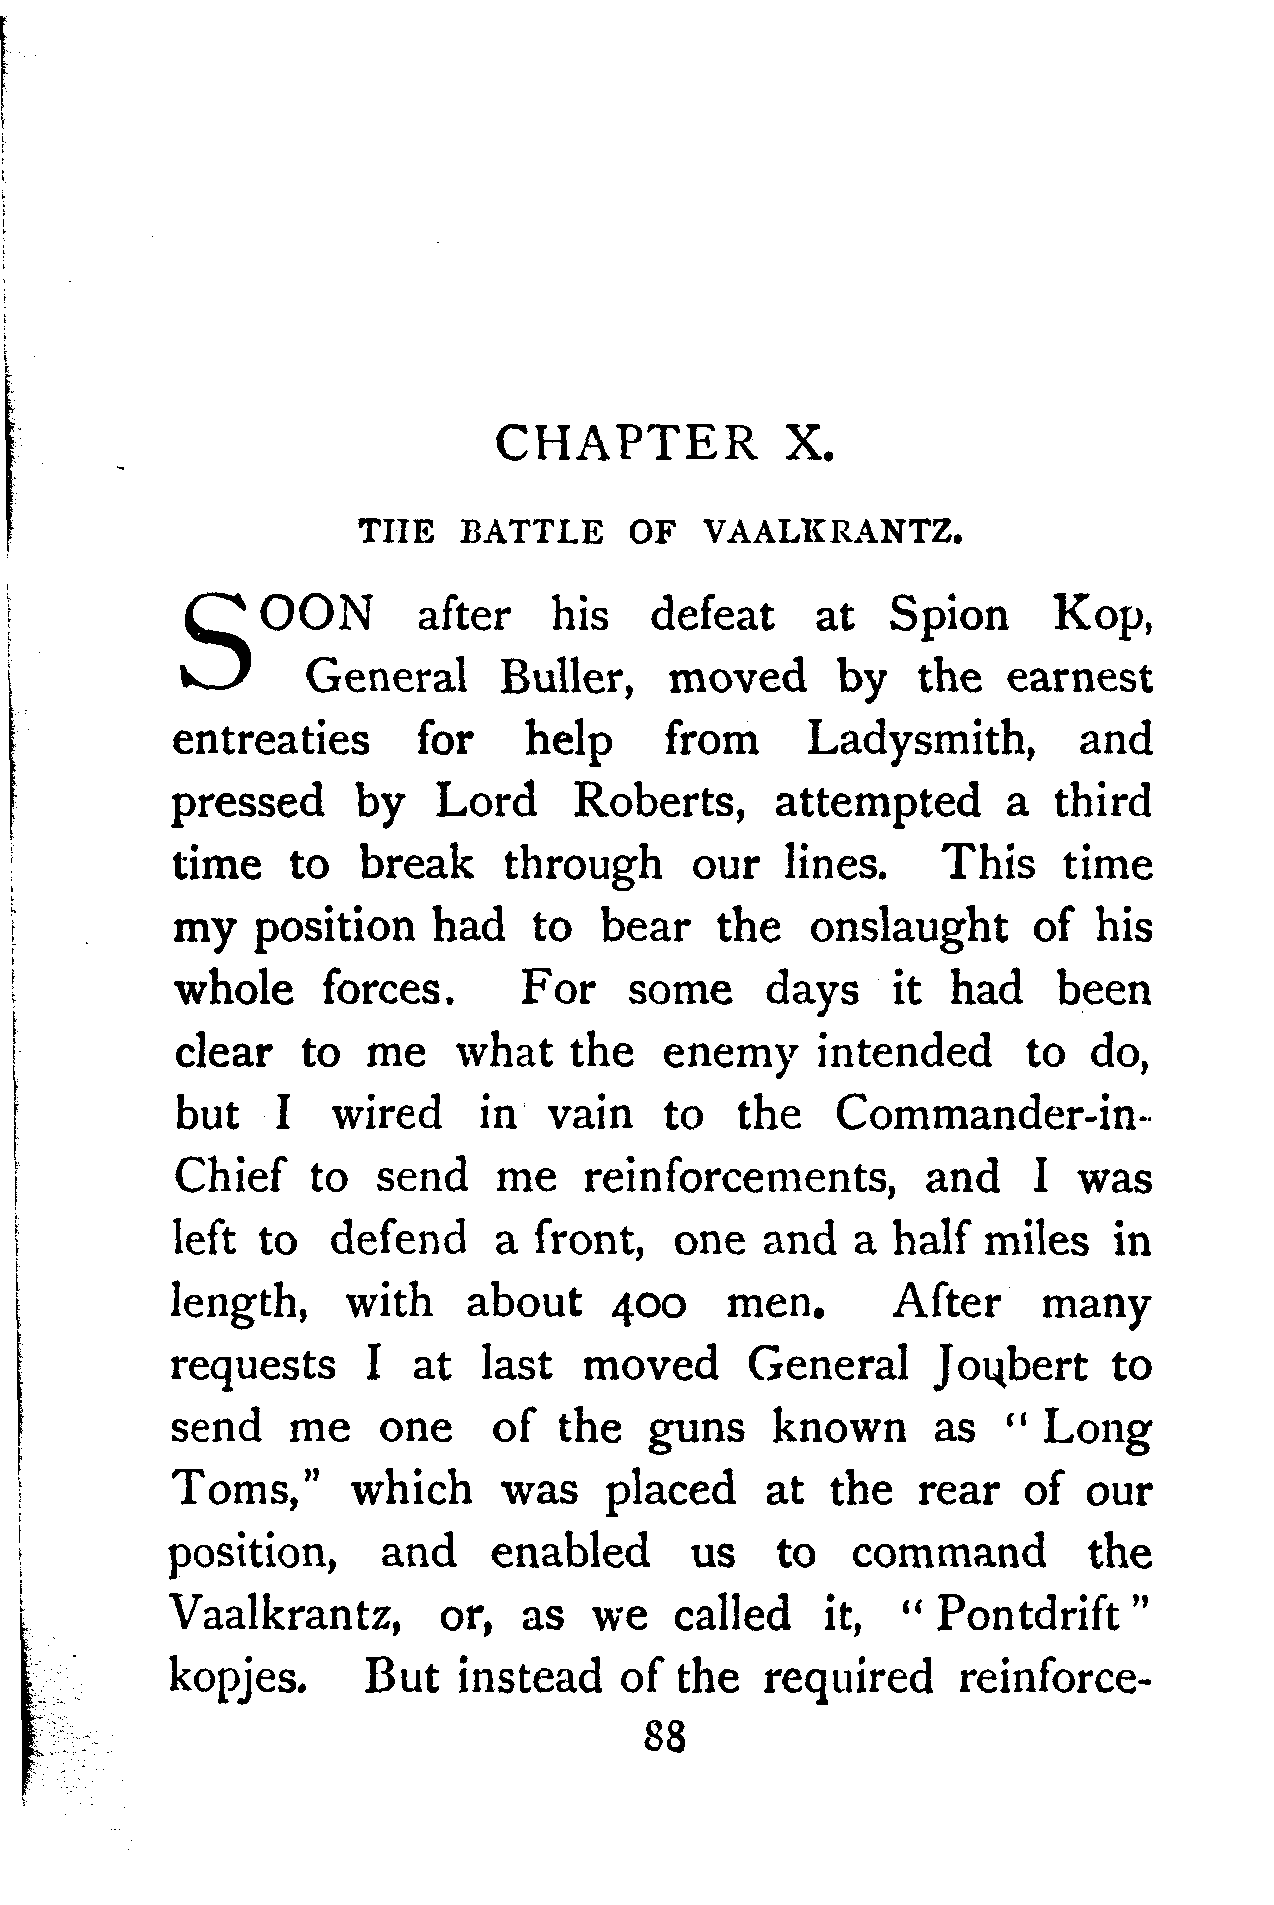 CHAPTER X.
THE BATTLE OF VAALKRANTZ.
SOON after his defeat at Spion Kop,
General Buller, moved by the earnest
entreaties for help from Ladysmith, and
pressed by Lord Roberts, attempted a third
time to break through our lines. This time
my position had to bear the onslaught of his
whole forces. For some days it had been
clear to me what the enemy intended to do,
but I wired in vain to the Commander-in-
Chief to send me reinforcements, and I was
left to defend a front, one and a half miles in
length, with about 400 men. After many
requests I at last moved General Joubert to
send me one of the guns known as "Long
Toms," which was placed at the rear of our
position, and enabled us to command the
Vaalkrantz, or, as we called it, "Pontdrift"
kopjes. But instead of the required reinforce-
88